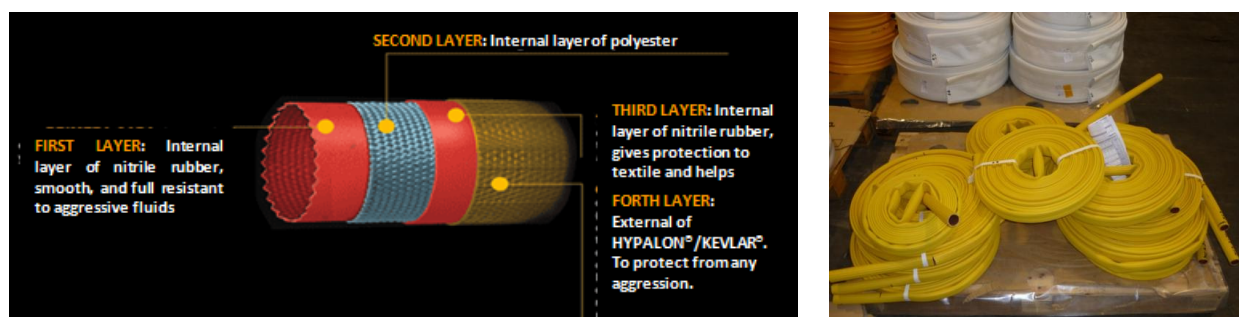 SECOND LAYER: Internal layer of polyester
FIRST LAYER: Internal
layer of nitrile rubber,
smooth, and full resistant
to aggressive fluids
THIRD LAYER: Internal
layer of nitrile rubber,
gives protection to
textile and helps
FORTH LAYER:
External of
HYPALON®/KEVLAR®.
To protect from any
aggression.